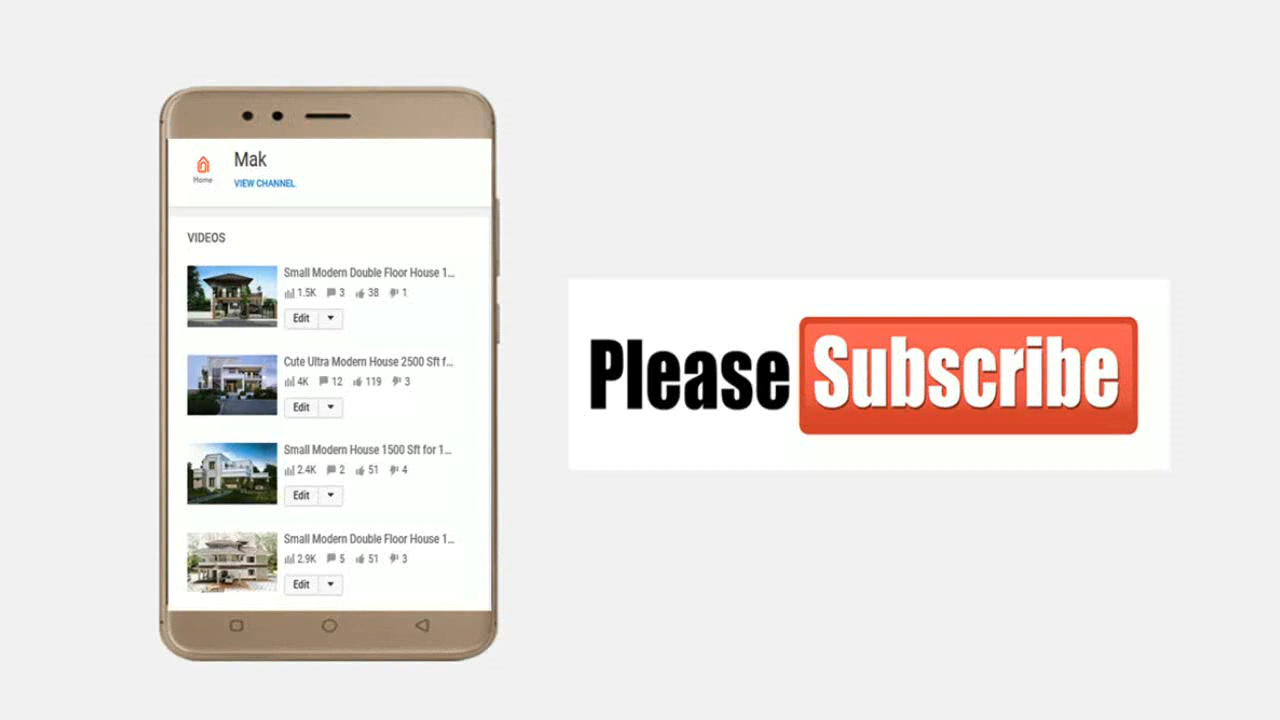 Mak
Home
VIEW CHANNEL
VIDEOS
Small Modern Double Floor House 1...
1.5K 3 38 1
Edit
Cute Ultra Modern House 2500 Sft f...
4K 12 119 3
Edit
Small Modern House 1500 Sft for 1...
2.4K 2 51 4
Edit
Small Modern Double Floor House 1...
2.9K 5 51 3
Edit
Please Subscribe